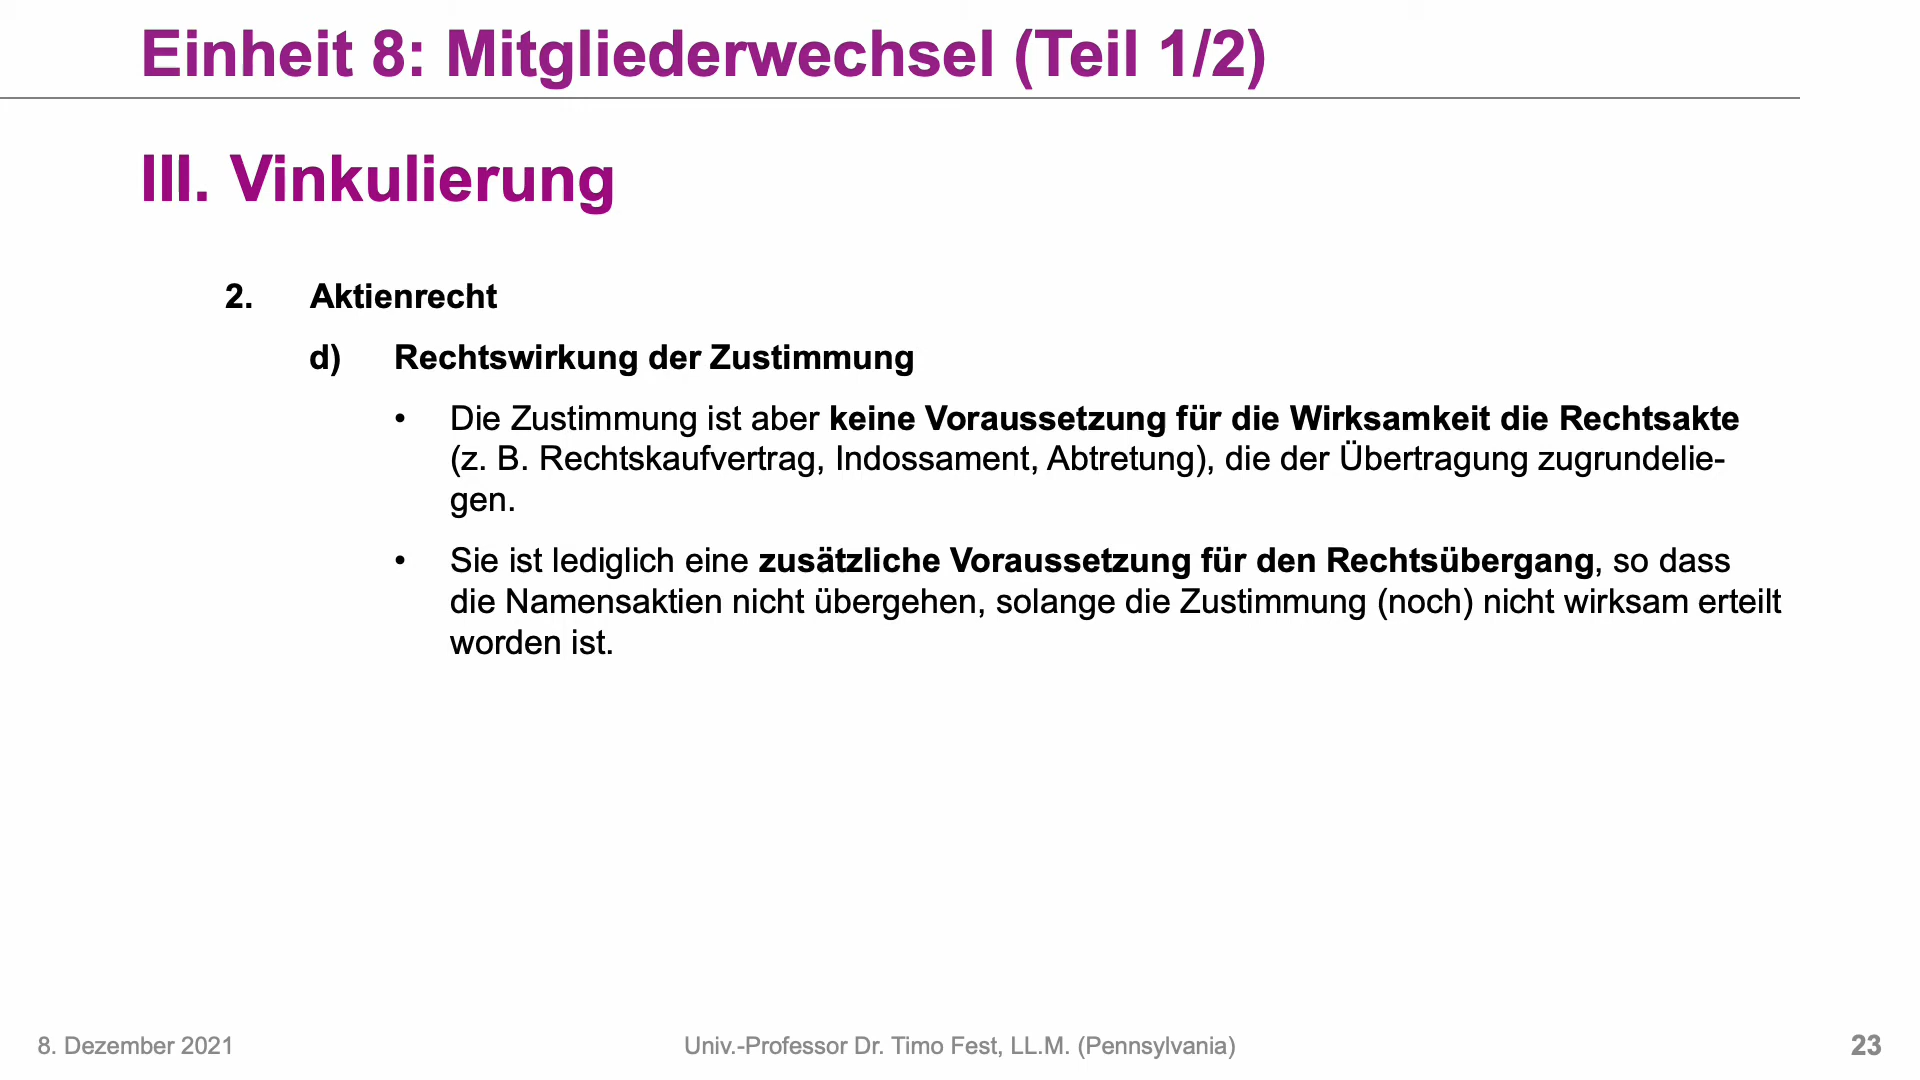 Einheit 8: Mitgliederwechsel (Teil 1/2)
III. Vinkulierung
2. Aktienrecht
d) Rechtswirkung der Zustimmung
• Die Zustimmung ist aber keine Voraussetzung für die Wirksamkeit die Rechtsakte
(z. B. Rechtskaufvertrag, Indossament, Abtretung), die der Übertragung zugrundelie-
gen.
• Sie ist lediglich eine zusätzliche Voraussetzung für den Rechtsübergang, so dass
die Namensaktien nicht übergehen, solange die Zustimmung (noch) nicht wirksam erteilt
worden ist.
8. Dezember 2021 Univ.-Professor Dr. Timo Fest, LL.M. (Pennsylvania) 23